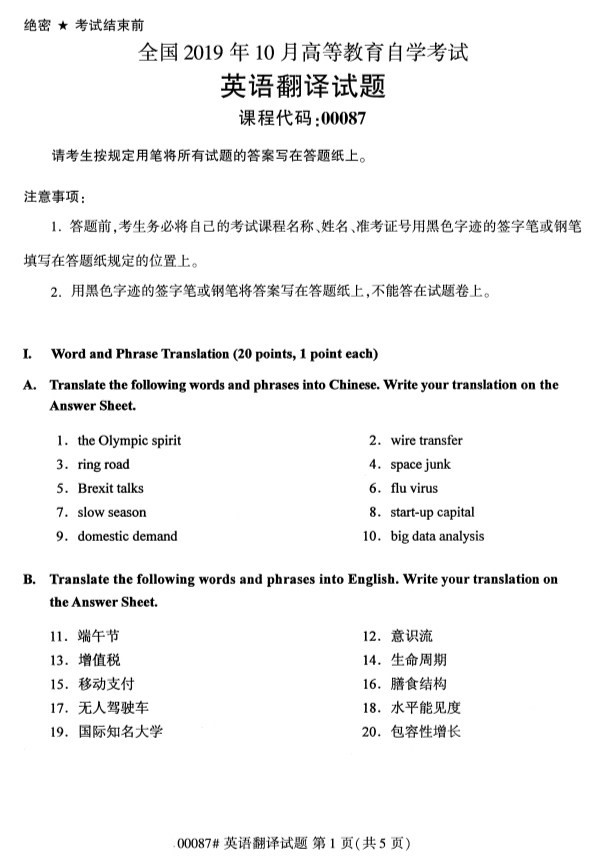 绝密 ★ 考试结束前
全国 2019 年 10 月高等教育自学考试
英语翻译试题
课程代码:00087
请考生按规定用笔将所有试题的答案写在答题纸上。
注意事项:
1. 答题前,考生务必将自己的考试课程名称、姓名、准考证号用黑色字迹的签字笔或钢笔
填写在答题纸规定的位置上。
2. 用黑色字迹的签字笔或钢笔将答案写在答题纸上,不能答在试题卷上。
I. Word and Phrase Translation (20 points, 1 point each)
A. Translate the following words and phrases into Chinese. Write your translation on the
Answer Sheet.
1. the Olympic spirit 2. wire transfer
3. ring road 4. space junk
5. Brexit talks 6. flu virus
7. slow season 8. start-up capital
9. domestic demand 10. big data analysis
B. Translate the following words and phrases into English. Write your translation on
the Answer Sheet.
11. 端午节 12. 意识流
13. 增值税 14. 生命周期
15. 移动支付 16. 膳食结构
17. 无人驾驶车 18. 水平能见度
19. 国际知名大学 20. 包容性增长
00087# 英语翻译试题 第 1 页(共 5 页)